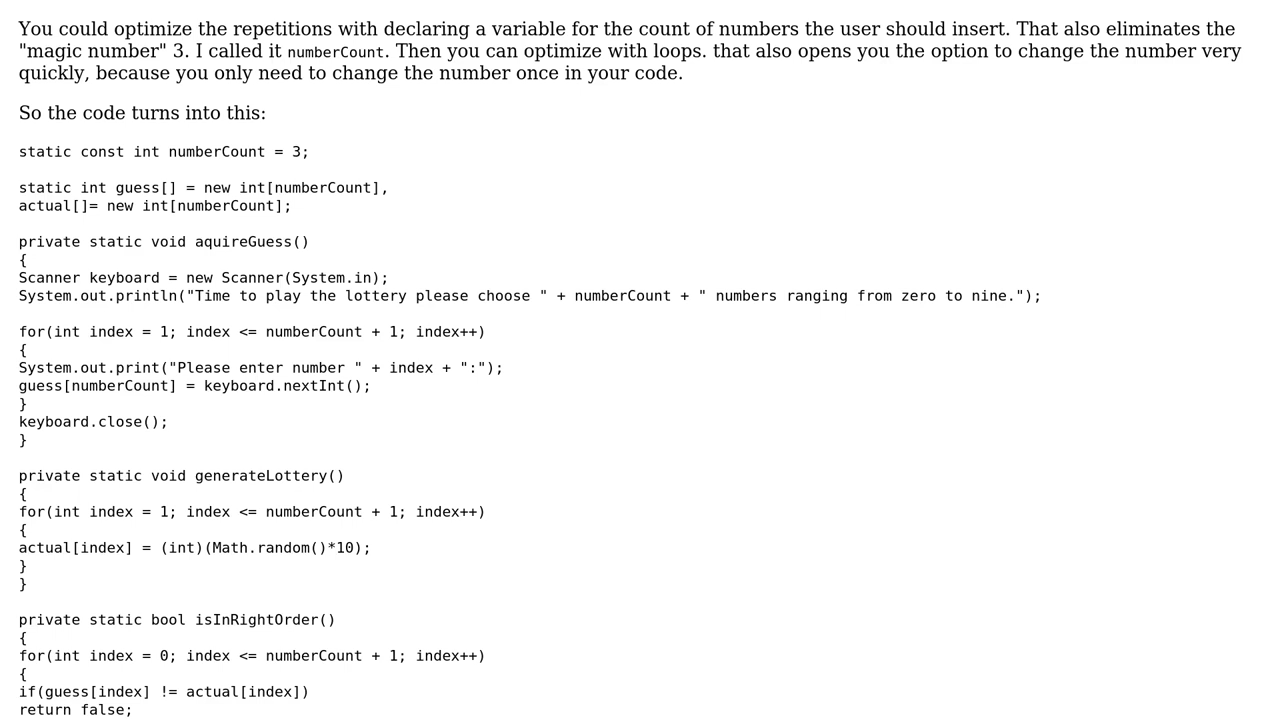 You could optimize the repetitions with declaring a variable for the count of numbers the user should insert. That also eliminates the
"magic number" 3. I called it numberCount. Then you can optimize with loops. that also opens you the option to change the number very
quickly, because you only need to change the number once in your code.
So the code turns into this:
static const int numberCount = 3;
static int guess[] = new int[numberCount],
actual[]= new int[numberCount];
private static void aquireGuess()
{
Scanner keyboard = new Scanner(System.in);
System.out.println("Time to play the lottery please choose " + numberCount + " numbers ranging from zero to nine.");
for(int index = 1; index <= numberCount + 1; index++)
{
System.out.print("Please enter number " + index + ":");
guess[numberCount] = keyboard.nextInt();
}
keyboard.close();
}
private static void generateLottery()
{
for(int index = 1; index <= numberCount + 1; index++)
{
actual[index] = (int)(Math.random()*10);
}
}
private static bool isInRightOrder()
{
for(int index = 0; index <= numberCount + 1; index++)
{
if(guess[index] != actual[index])
return false;